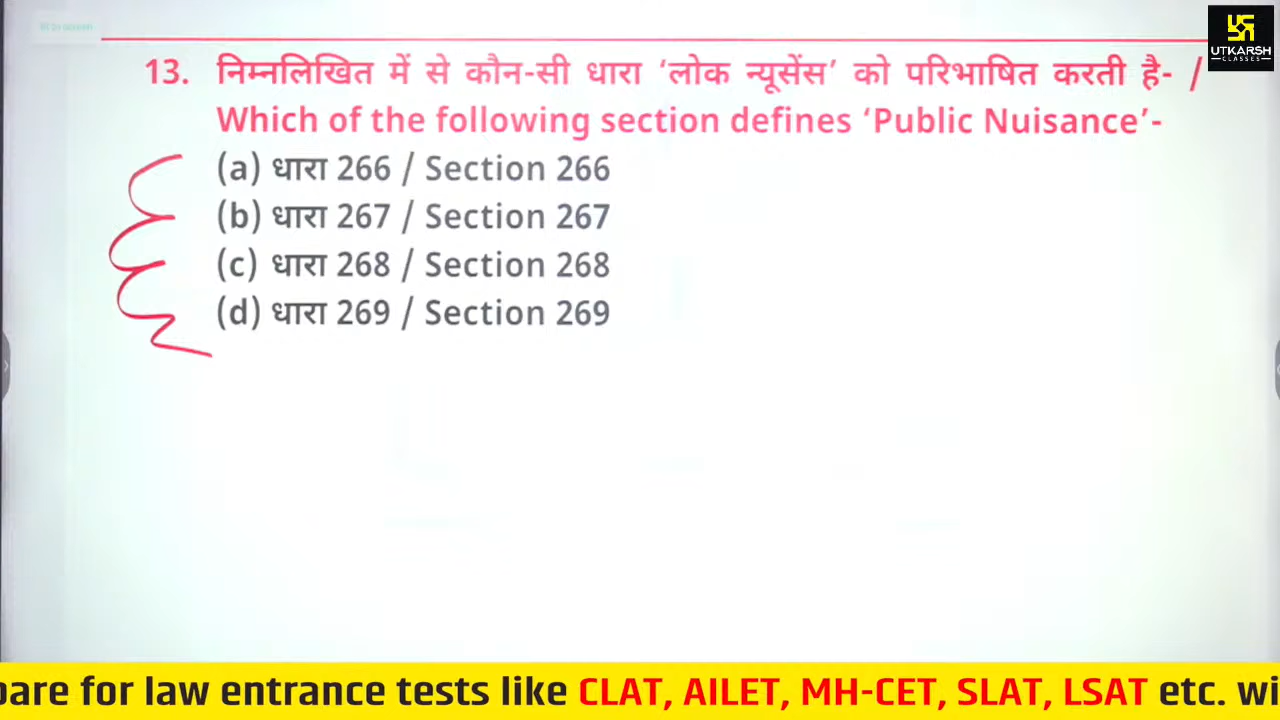 UTKARSH
CLASSES
13. निम्नलिखित में से कौन-सी धारा ‘लोक न्यूसेंस’ को परिभाषित करती है- /
Which of the following section defines ‘Public Nuisance’-
(a) धारा 266 / Section 266
(b) धारा 267 / Section 267
(c) धारा 268 / Section 268
(d) धारा 269 / Section 269
pare for law entrance tests like CLAT, AILET, MH-CET, SLAT, LSAT etc. wi